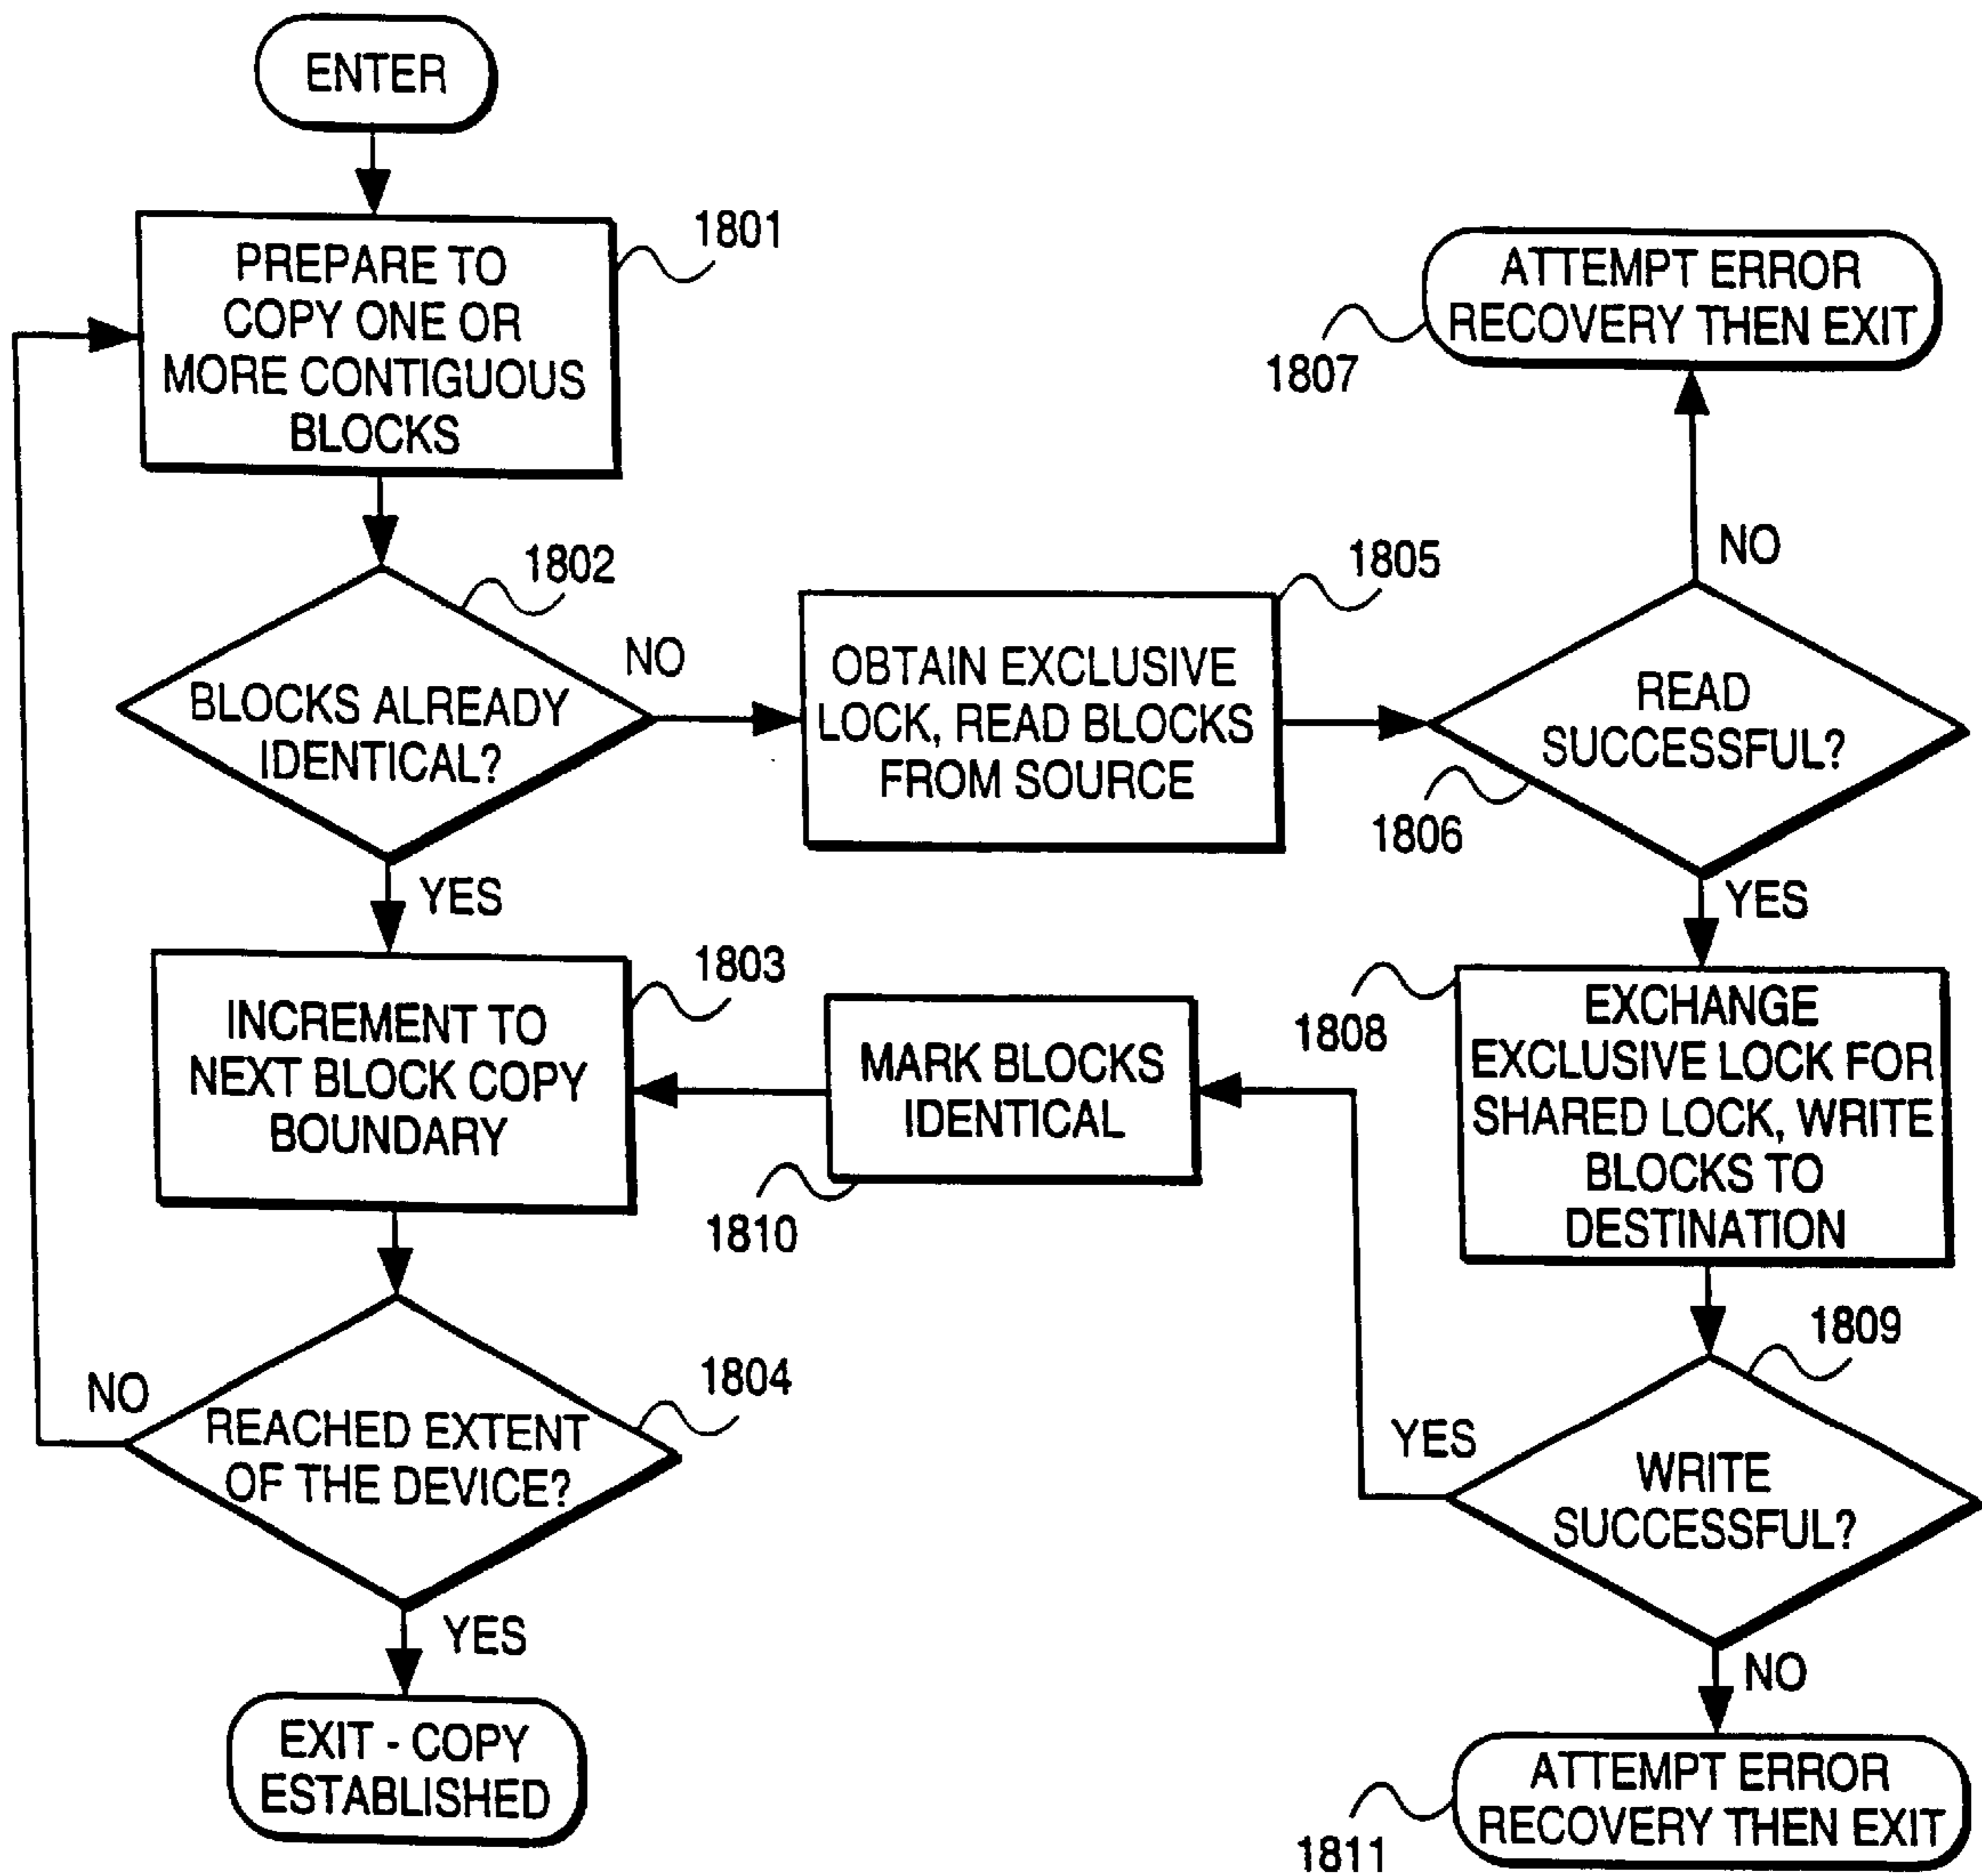 ENTER
PREPARE TO
COPY ONE OR
MORE CONTIGUOUS
BLOCKS
1801
BLOCKS ALREADY
IDENTICAL?
1802
NO
YES
OBTAIN EXCLUSIVE
LOCK, READ BLOCKS
FROM SOURCE
1805
READ
SUCCESSFUL?
1806
NO
YES
ATTEMPT ERROR
RECOVERY THEN EXIT
1807
EXCHANGE
EXCLUSIVE LOCK FOR
SHARED LOCK, WRITE
BLOCKS TO
DESTINATION
1808
WRITE
SUCCESSFUL?
1809
YES
NO
MARK BLOCKS
IDENTICAL
1810
INCREMENT TO
NEXT BLOCK COPY
BOUNDARY
1803
REACHED EXTENT
OF THE DEVICE?
1804
NO
YES
EXIT - COPY
ESTABLISHED
ATTEMPT ERROR
RECOVERY THEN EXIT
1811